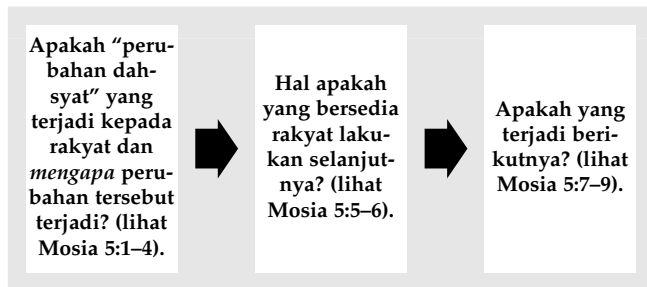 Apakah “peru-
bahan dah-
syat” yang
terjadi kepada
rakyat dan
mengapa peru-
bahan tersebut
terjadi? (lihat
Mosia 5:1–4).
Hal apakah
yang bersedia
rakyat laku-
kan selanjut-
nya? (lihat
Mosia 5:5–6).
Apakah yang
terjadi beri-
kutnya? (lihat
Mosia 5:7–9).